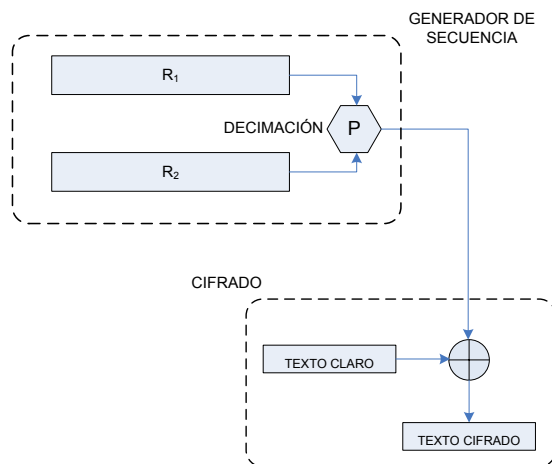 GENERADOR DE
SECUENCIA
R1
DECIMACIÓN
P
R2
CIFRADO
TEXTO CLARO
TEXTO CIFRADO